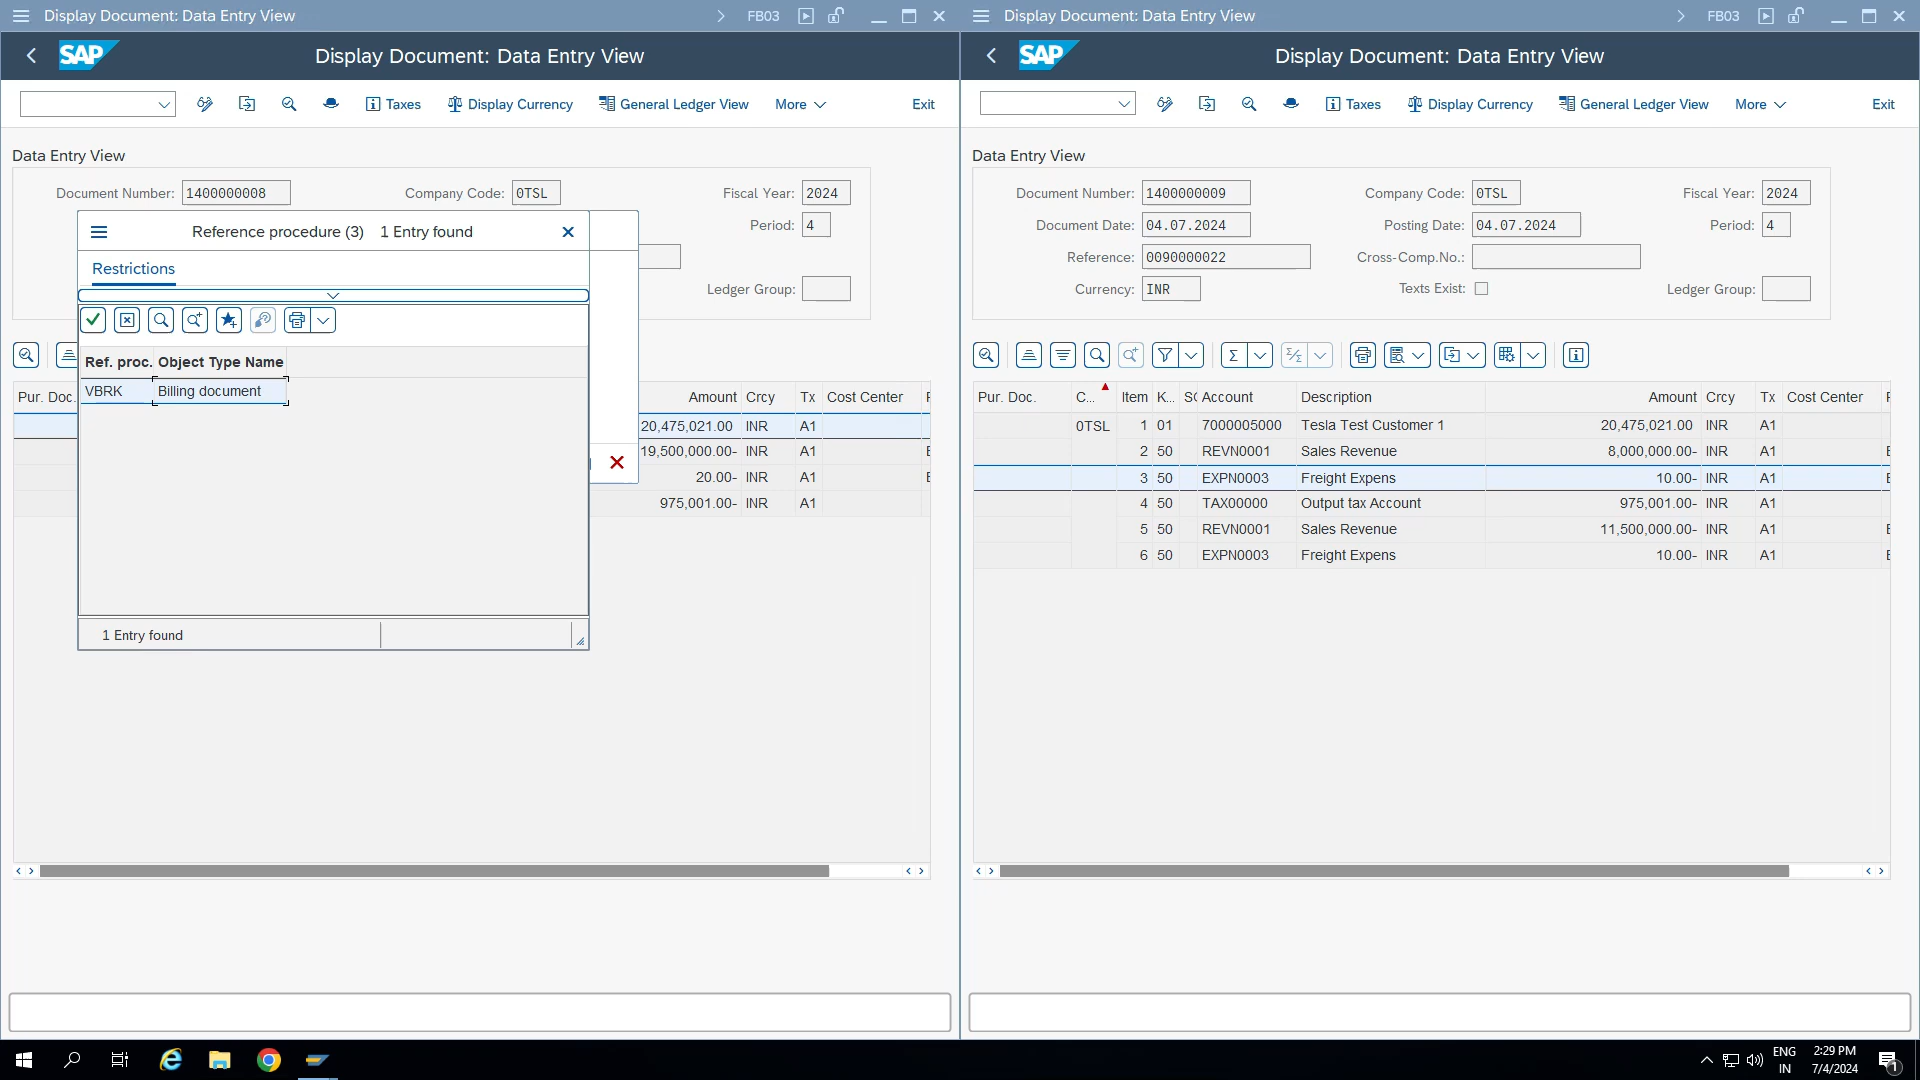 Display Document: Data Entry View
FB03
SAP
Display Document: Data Entry View
Taxes
Display Currency
General Ledger View
More
Exit
Data Entry View
Document Number:
1400000008
Company Code:
0TSL
Fiscal Year:
2024
Period:
4
Ledger Group:
Reference procedure (3) 1 Entry found
Restrictions
Ref. proc. Object Type Name
VBRK Billing document
1 Entry found
Pur. Doc.
Amount Crcy Tx Cost Center
20,475,021.00 INR A1
19,500,000.00- INR A1
20.00- INR A1
975,001.00- INR A1
Display Document: Data Entry View
FB03
SAP
Display Document: Data Entry View
Taxes
Display Currency
General Ledger View
More
Exit
Data Entry View
Document Number:
1400000009
Company Code:
0TSL
Fiscal Year:
2024
Document Date:
04.07.2024
Posting Date:
04.07.2024
Period:
4
Reference:
0090000022
Cross-Comp.No.:
Currency:
INR
Texts Exist:
Ledger Group:
Pur. Doc. C... Item K... SG Account Description Amount Crcy Tx Cost Center
0TSL 1 01 7000005000 Tesla Test Customer 1 20,475,021.00 INR A1
2 50 REVN0001 Sales Revenue 8,000,000.00- INR A1
3 50 EXPN0003 Freight Expens 10.00- INR A1
4 50 TAX00000 Output tax Account 975,001.00- INR A1
5 50 REVN0001 Sales Revenue 11,500,000.00- INR A1
6 50 EXPN0003 Freight Expens 10.00- INR A1
ENG
IN
2:29 PM
7/4/2024
1